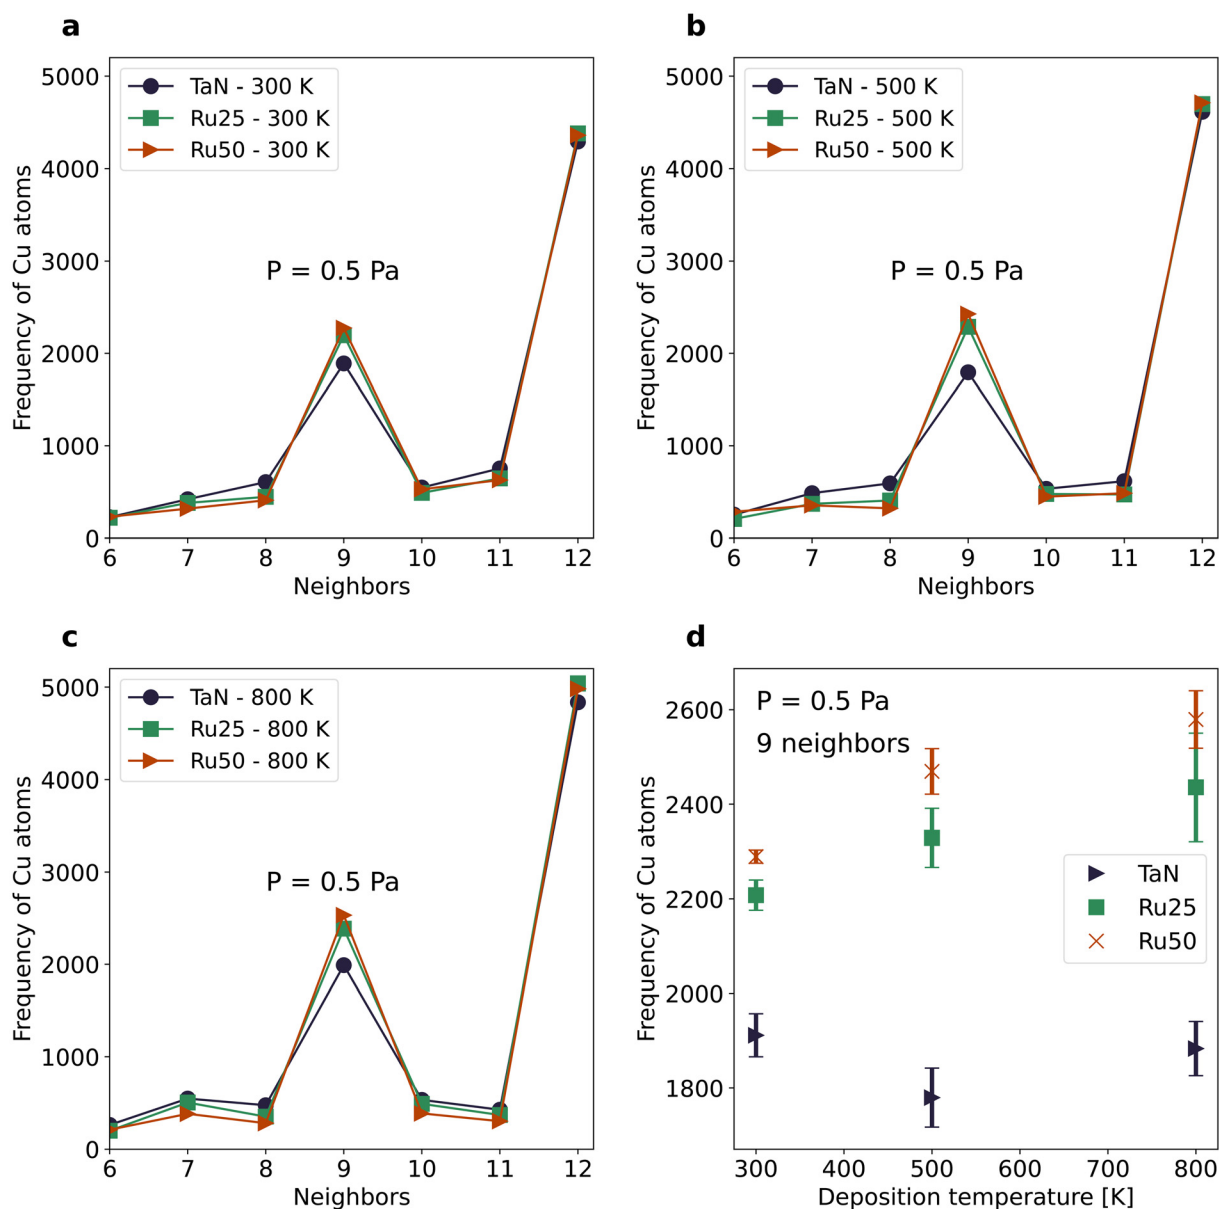 a
5000
4000
3000
2000
1000
0
Frequency of Cu atoms
TaN - 300 K
Ru25 - 300 K
Ru50 - 300 K
P = 0.5 Pa
6 7 8 9 10 11 12
Neighbors
b
5000
4000
3000
2000
1000
0
Frequency of Cu atoms
TaN - 500 K
Ru25 - 500 K
Ru50 - 500 K
P = 0.5 Pa
6 7 8 9 10 11 12
Neighbors
c
5000
4000
3000
2000
1000
0
Frequency of Cu atoms
TaN - 800 K
Ru25 - 800 K
Ru50 - 800 K
P = 0.5 Pa
6 7 8 9 10 11 12
Neighbors
d
2600
2400
2200
2000
1800
Frequency of Cu atoms
P = 0.5 Pa
9 neighbors
TaN
Ru25
Ru50
300 400 500 600 700 800
Deposition temperature [K]